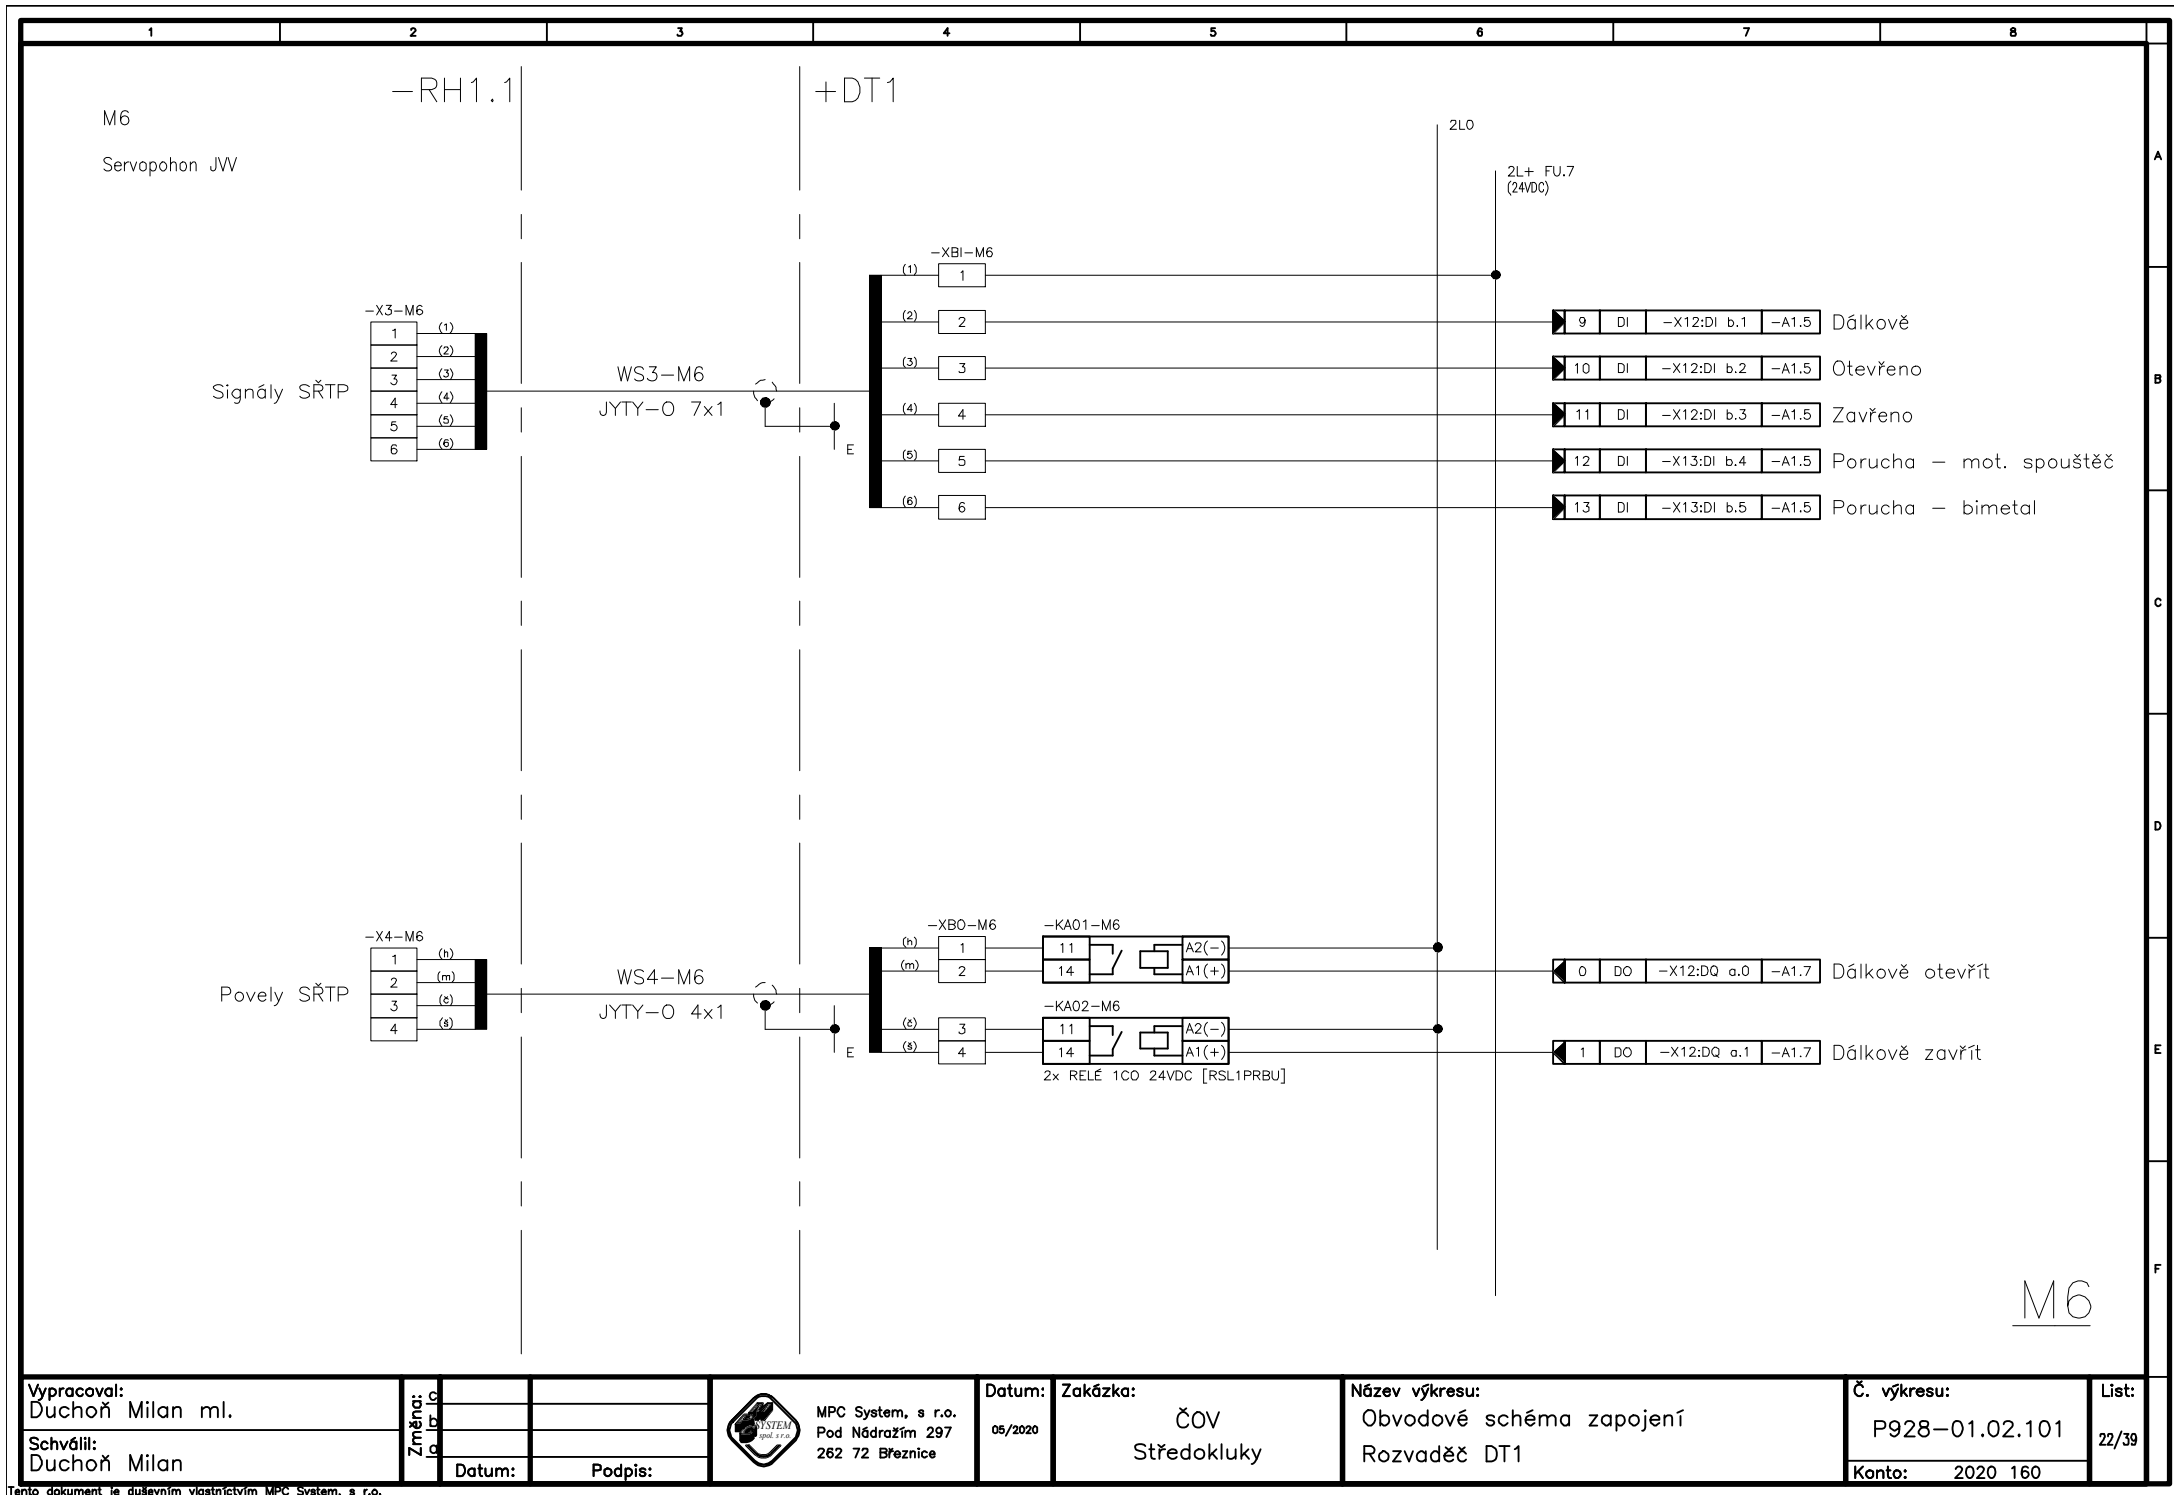 1 2 3 4 5 6 7 8
A
B
C
D
E
F
-RH1.1
+DT1
M6
Servopohon JVV
2L0
2L+ FU.7
(24VDC)
-X3-M6
1 (1)
2 (2)
3 (3)
4 (4)
5 (5)
6 (6)
Signály SŘTP
WS3-M6
JYTY-O 7x1
E
-XBI-M6
(1) 1
(2) 2
(3) 3
(4) 4
(5) 5
(6) 6
9 DI -X12:DI b.1 -A1.5 Dálkově
10 DI -X12:DI b.2 -A1.5 Otevřeno
11 DI -X12:DI b.3 -A1.5 Zavřeno
12 DI -X13:DI b.4 -A1.5 Porucha - mot. spouštěč
13 DI -X13:DI b.5 -A1.5 Porucha - bimetal
-X4-M6
1 (h)
2 (m)
3 (č)
4 (š)
Povely SŘTP
WS4-M6
JYTY-O 4x1
E
-XBO-M6
(h) 1
(m) 2
(č) 3
(š) 4
-KA01-M6
11 A2(-)
14 A1(+)
-KA02-M6
11 A2(-)
14 A1(+)
2x RELÉ 1CO 24VDC [RSL1PRBU]
0 DO -X12:DQ a.0 -A1.7 Dálkově otevřít
1 DO -X12:DQ a.1 -A1.7 Dálkově zavřít
M6
Vypracoval:
Duchoň Milan ml.
Schválil:
Duchoň Milan
Změna:
c
b
a
Datum:
Podpis:
SYSTEM
spol. s r.o.
MPC System, s r.o.
Pod Nádražím 297
262 72 Březnice
Datum:
05/2020
Zakázka:
ČOV
Středokluky
Název výkresu:
Obvodové schéma zapojení
Rozvaděč DT1
Č. výkresu:
P928-01.02.101
Konto: 2020 160
List:
22/39
Tento dokument je duševním vlastnictvím MPC System, s r.o.